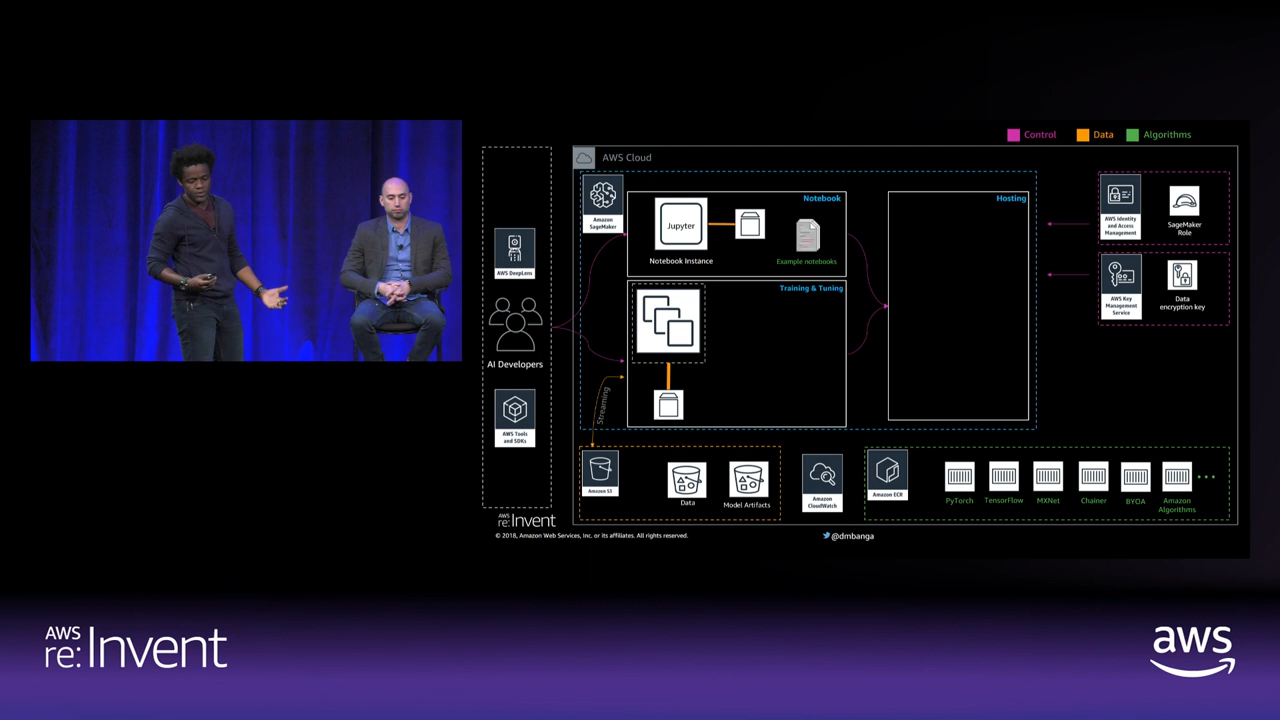 Control
Data
Algorithms
AWS Cloud
Amazon
SageMaker
Notebook
Jupyter
Notebook Instance
Example notebooks
Hosting
AWS Identity
and Access
Management
SageMaker
Role
AWS DeepLens
AI Developers
AWS Tools
and SDKs
Training & Tuning
Streaming
AWS Key
Management
Service
Data
encryption key
Amazon S3
Data
Model Artifacts
Amazon
CloudWatch
Amazon ECR
PyTorch
TensorFlow
MXNet
Chainer
BYOA
Amazon
Algorithms
AWS
re:Invent
© 2018, Amazon Web Services, Inc. or its affiliates. All rights reserved.
@dmbanga
AWS
re:Invent
aws